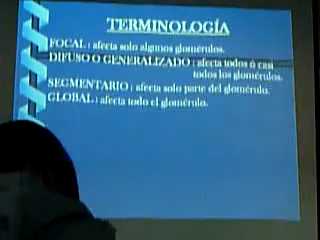 TERMINOLOGÍA
FOCAL : afecta solo algunos glomérulos.
DIFUSO O GENERALIZADO : afecta todos ó casi
todos los glomérulos.
SEGMENTARIO : afecta solo parte del glomérulo.
GLOBAL : afecta todo el glomérulo.